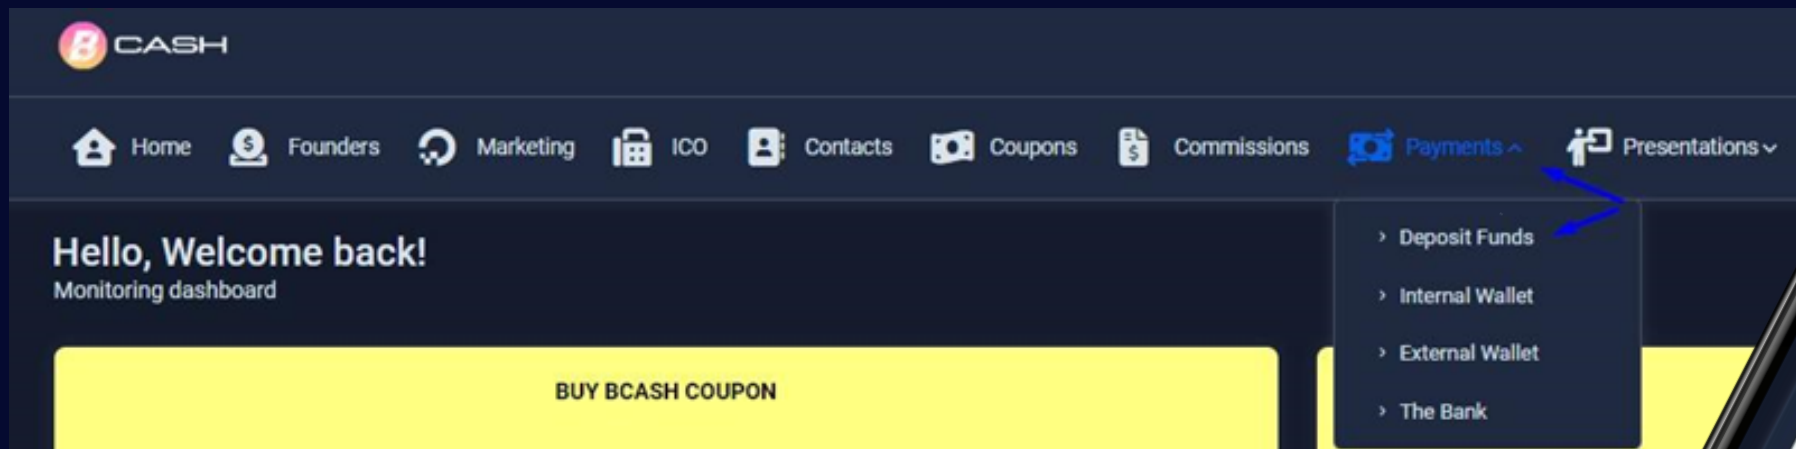 B CASH
Home Founders Marketing ICO Contacts Coupons Commissions Payments Presentations
Hello, Welcome back!
Monitoring dashboard
Deposit Funds
Internal Wallet
External Wallet
The Bank
BUY BCASH COUPON